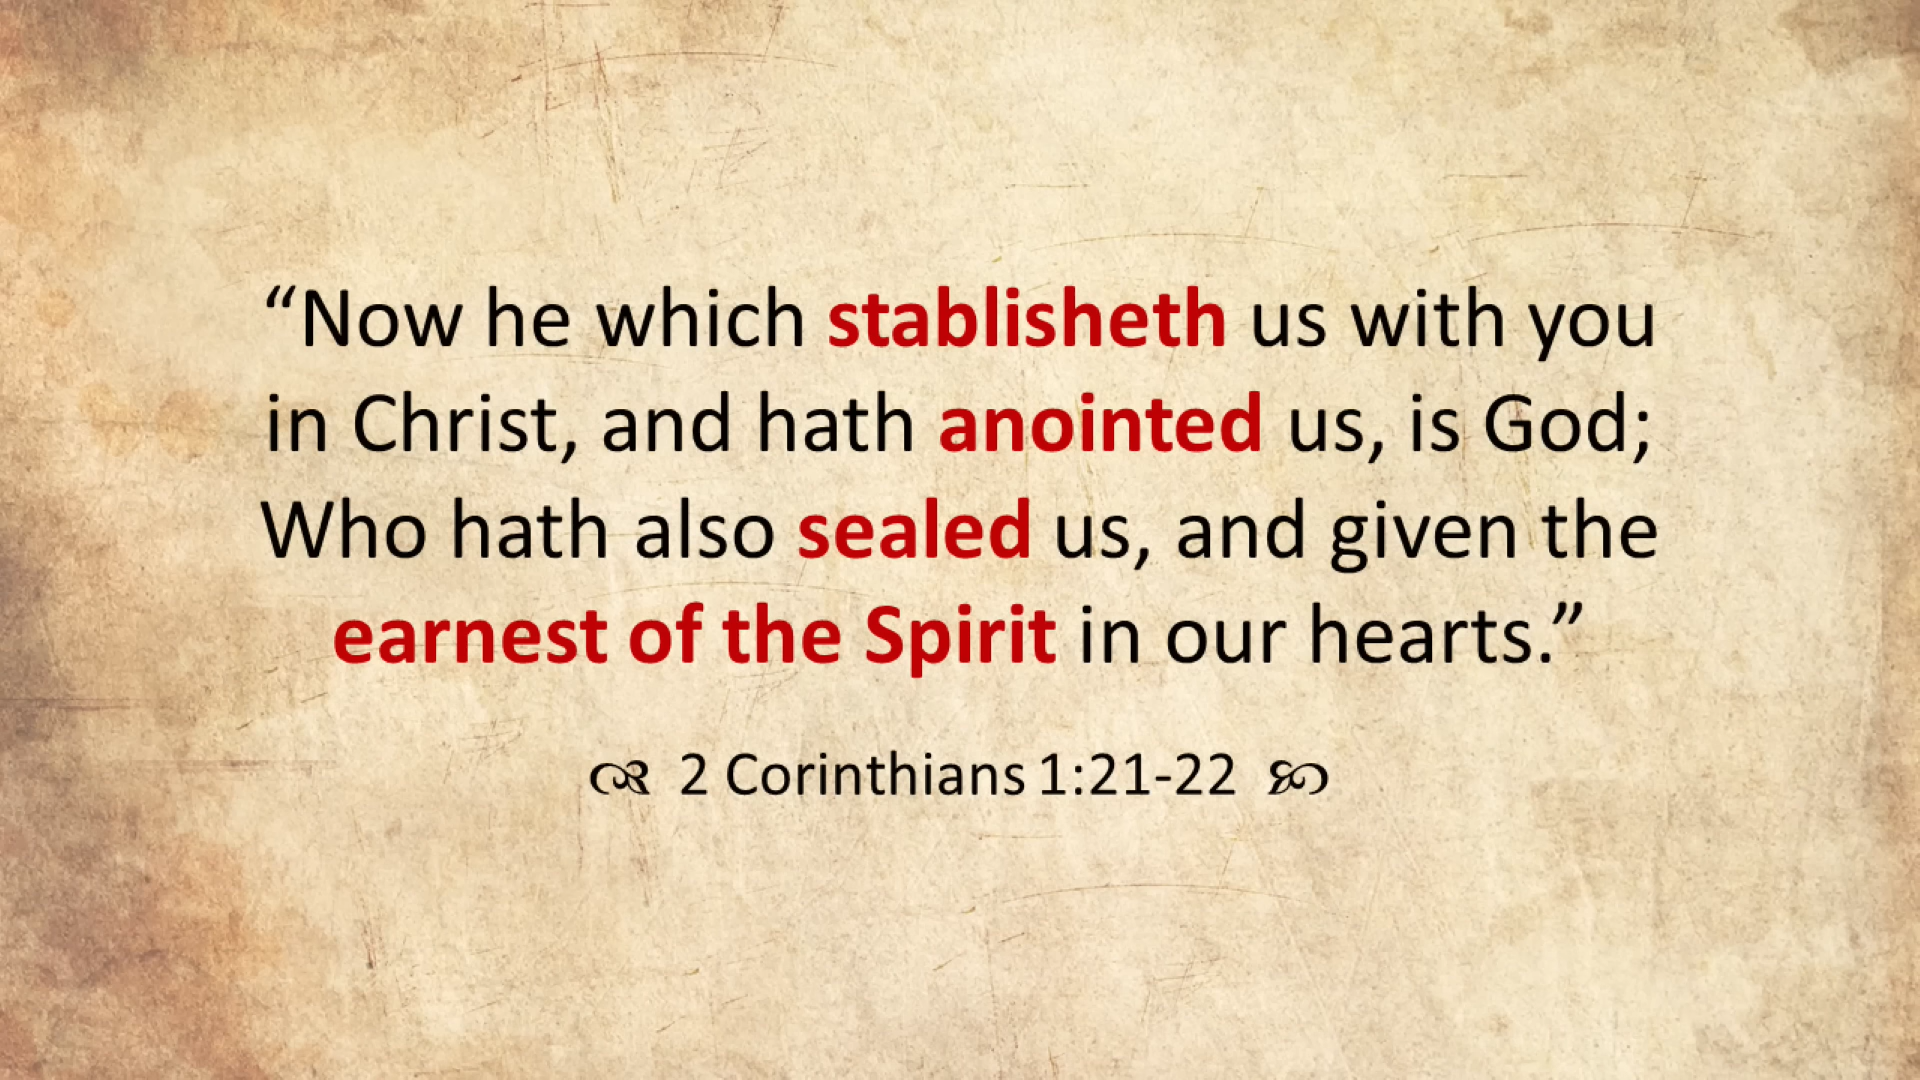 “Now he which stablisheth us with you
in Christ, and hath anointed us, is God;
Who hath also sealed us, and given the
earnest of the Spirit in our hearts.”
2 Corinthians 1:21-22